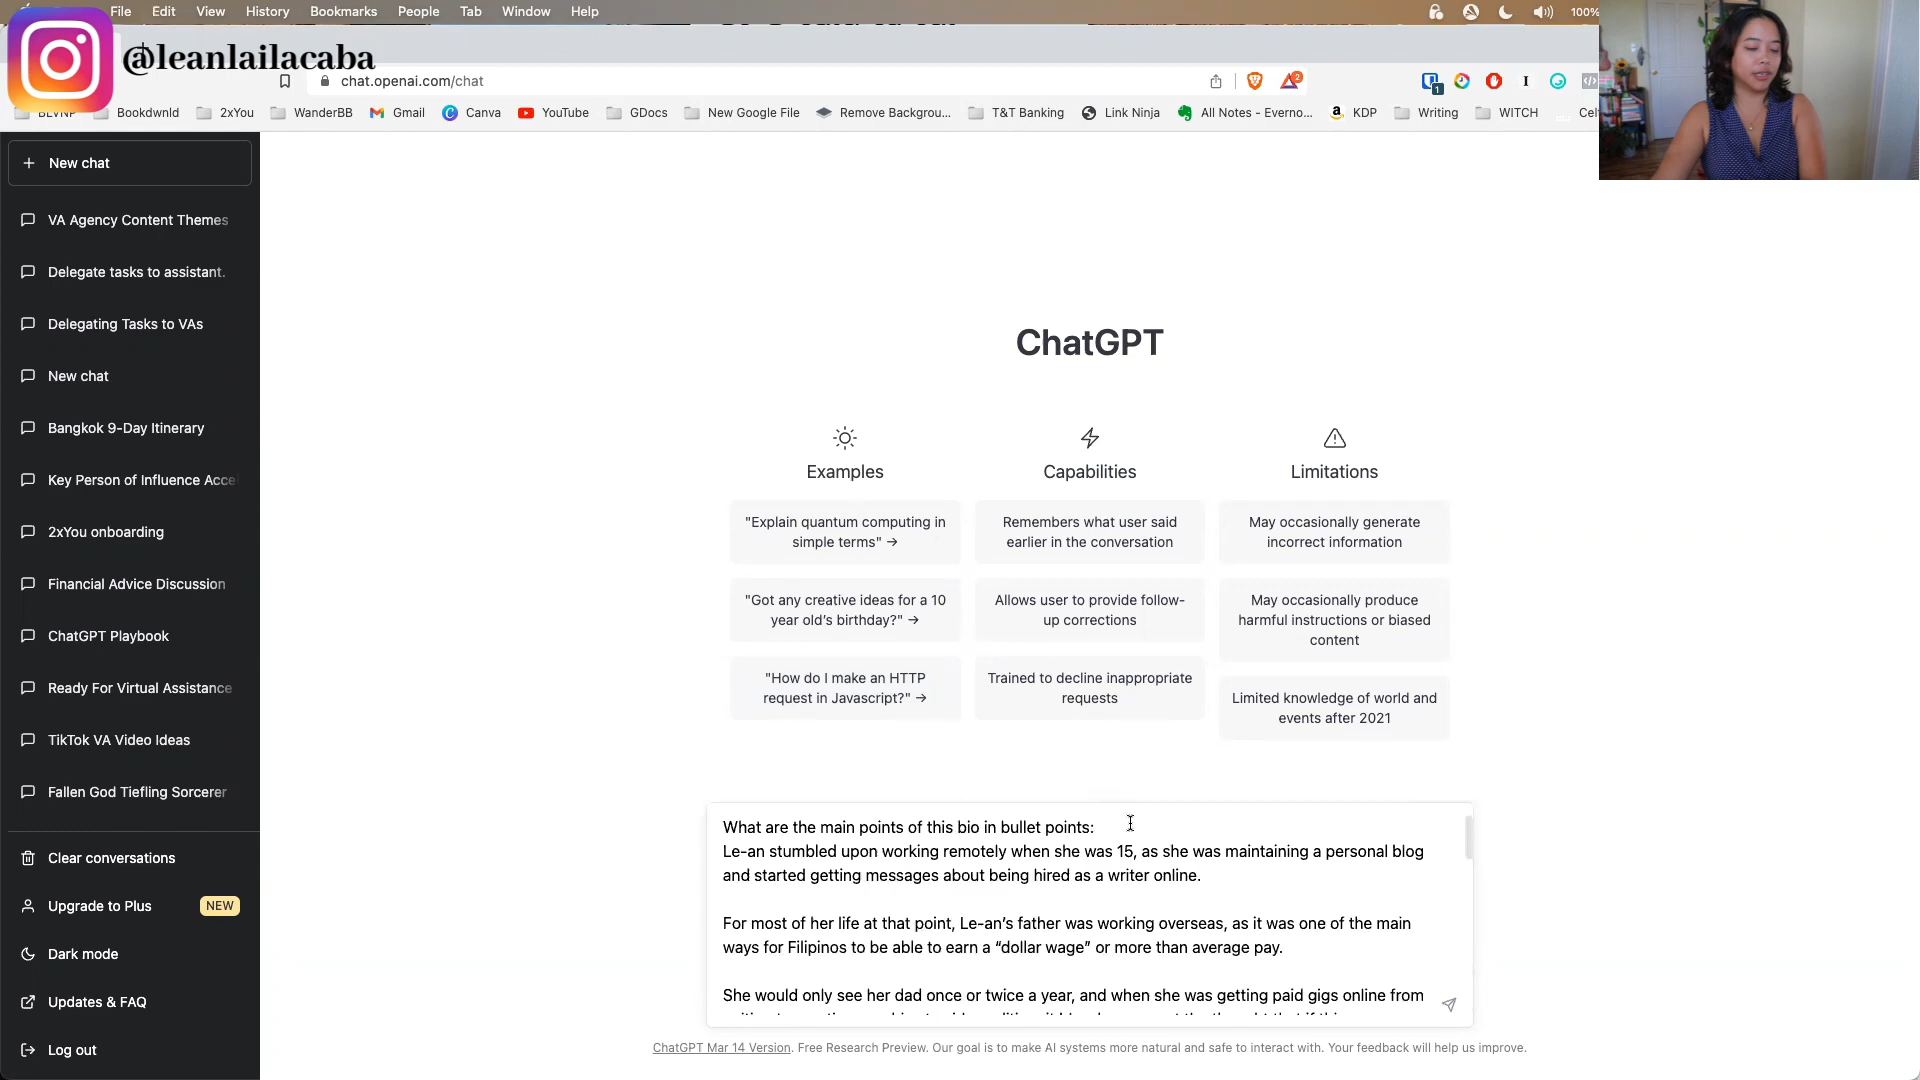 File Edit View History Bookmarks People Tab Window Help
100%
@leanlailacaba
chat.openai.com/chat
2
1
BLVNP Bookdwnld 2xYou WanderBB Gmail Canva YouTube GDocs New Google File Remove Backgrou... T&T Banking Link Ninja All Notes - Everno... KDP Writing WITCH
New chat
VA Agency Content Themes
Delegate tasks to assistant.
Delegating Tasks to VAs
New chat
Bangkok 9-Day Itinerary
Key Person of Influence Acce
2xYou onboarding
Financial Advice Discussion
ChatGPT Playbook
Ready For Virtual Assistance
TikTok VA Video Ideas
Fallen God Tiefling Sorcerer
Clear conversations
Upgrade to Plus NEW
Dark mode
Updates & FAQ
Log out
ChatGPT
Examples
"Explain quantum computing in
simple terms" →
"Got any creative ideas for a 10
year old's birthday?" →
"How do I make an HTTP
request in Javascript?" →
Capabilities
Remembers what user said
earlier in the conversation
Allows user to provide follow-
up corrections
Trained to decline inappropriate
requests
Limitations
May occasionally generate
incorrect information
May occasionally produce
harmful instructions or biased
content
Limited knowledge of world and
events after 2021
What are the main points of this bio in bullet points:
Le-an stumbled upon working remotely when she was 15, as she was maintaining a personal blog
and started getting messages about being hired as a writer online.
For most of her life at that point, Le-an’s father was working overseas, as it was one of the main
ways for Filipinos to be able to earn a “dollar wage” or more than average pay.
She would only see her dad once or twice a year, and when she was getting paid gigs online from
ChatGPT Mar 14 Version. Free Research Preview. Our goal is to make AI systems more natural and safe to interact with. Your feedback will help us improve.